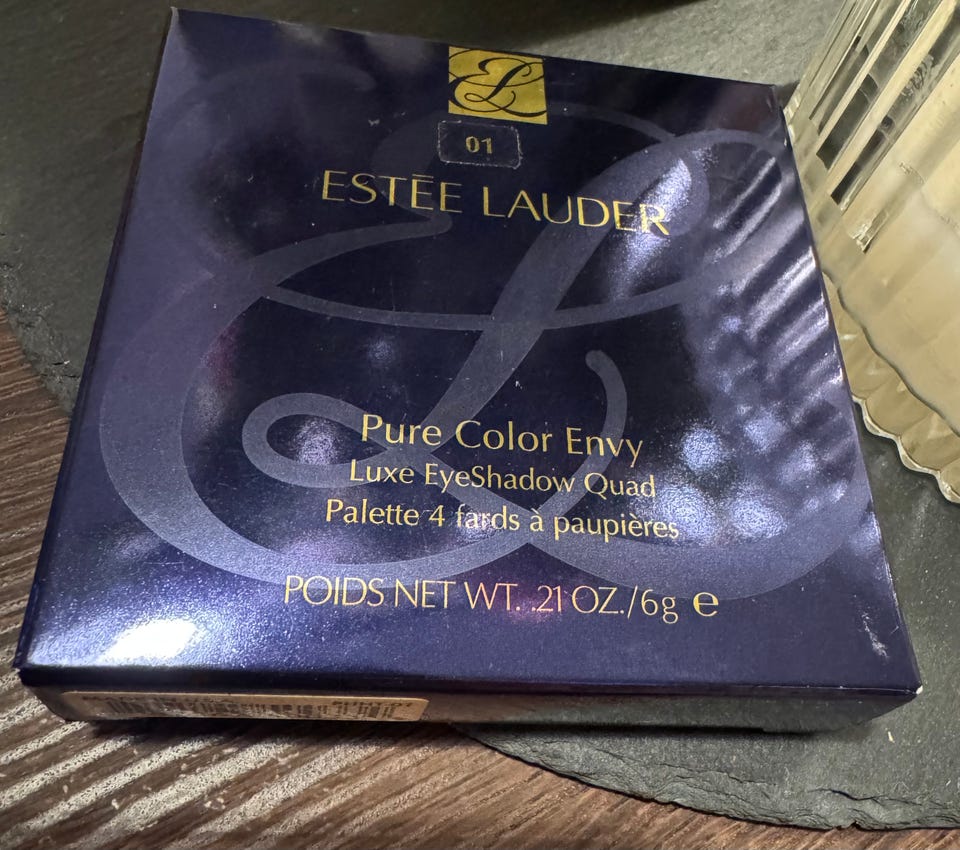 EL
01
ESTĒE LAUDER
Pure Color Envy
Luxe EyeShadow Quad
Palette 4 fards à paupières
POIDS NET WT. .21 OZ./6g ℮